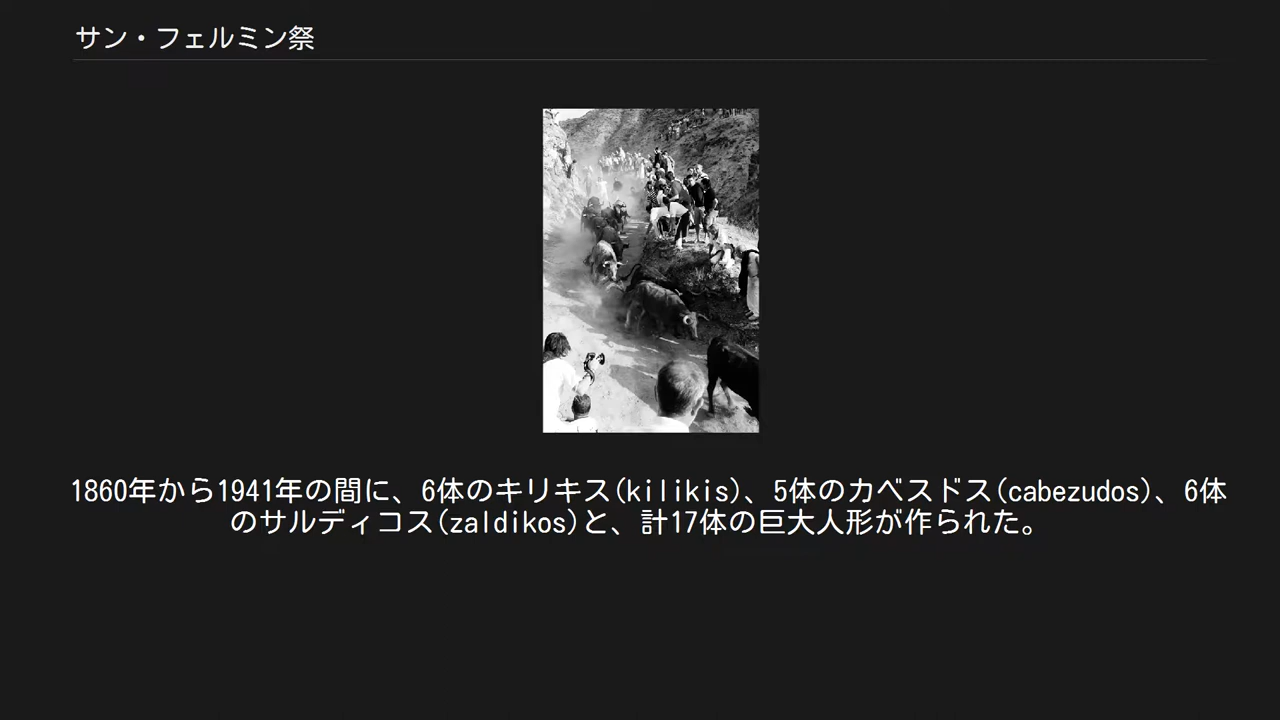 サン・フェルミン祭
1860年から1941年の間に、6体のキリキス(kilikis)、5体のカベスドス(cabezudos)、6体
のサルディコス(zaldikos)と、計17体の巨大人形が作られた。